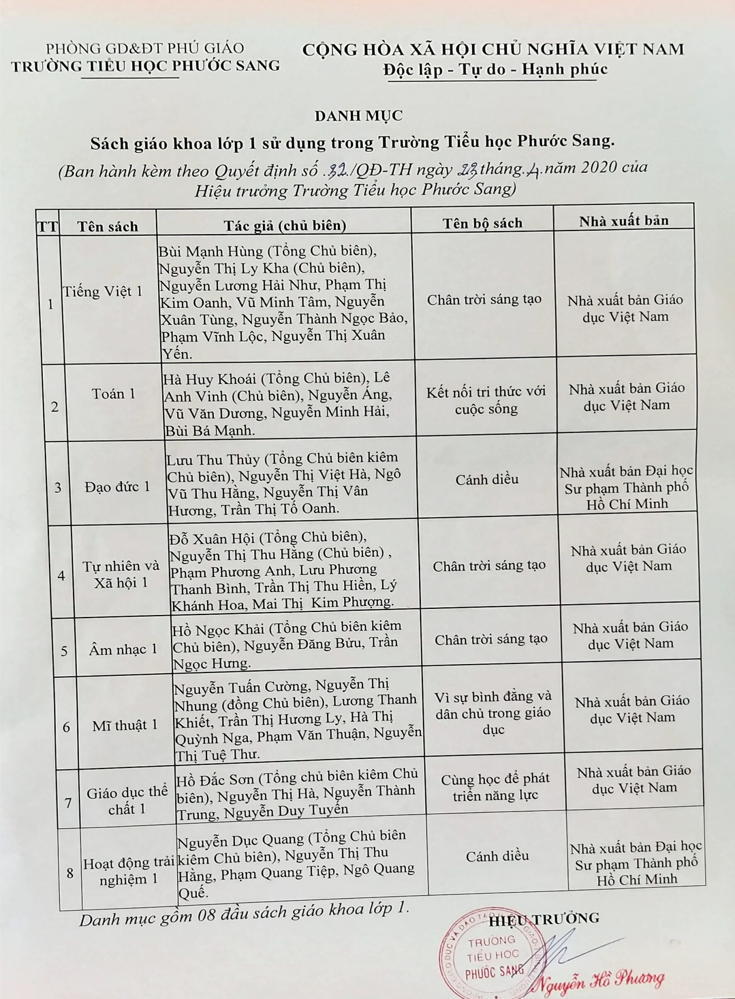 PHÒNG GD&ĐT PHÚ GIÁO
TRƯỜNG TIỂU HỌC PHƯỚC SANG
CỘNG HÒA XÃ HỘI CHỦ NGHĨA VIỆT NAM
Độc lập - Tự do - Hạnh phúc
DANH MỤC
Sách giáo khoa lớp 1 sử dụng trong Trường Tiểu học Phước Sang.
(Ban hành kèm theo Quyết định số .32./QĐ-TH ngày 23 tháng.4.năm 2020 của
Hiệu trưởng Trường Tiểu học Phước Sang)
TT Tên sách Tác giả (chủ biên) Tên bộ sách Nhà xuất bản
1
Tiếng Việt 1
Bùi Mạnh Hùng (Tổng Chủ biên),
Nguyễn Thị Ly Kha (Chủ biên),
Nguyễn Lương Hải Như, Phạm Thị
Kim Oanh, Vũ Minh Tâm, Nguyễn
Xuân Tùng, Nguyễn Thành Ngọc Bảo,
Phạm Vĩnh Lộc, Nguyễn Thị Xuân
Yến.
Chân trời sáng tạo
Nhà xuất bản Giáo
dục Việt Nam
2
Toán 1
Hà Huy Khoái (Tổng Chủ biên), Lê
Anh Vinh (Chủ biên), Nguyễn Áng,
Vũ Văn Dương, Nguyễn Minh Hải,
Bùi Bá Mạnh.
Kết nối tri thức với
cuộc sống
Nhà xuất bản Giáo
dục Việt Nam
3
Đạo đức 1
Lưu Thu Thủy (Tổng Chủ biên kiêm
Chủ biên), Nguyễn Thị Việt Hà, Ngô
Vũ Thu Hằng, Nguyễn Thị Vân
Hương, Trần Thị Tố Oanh.
Cánh diều
Nhà xuất bản Đại học
Sư phạm Thành phố
Hồ Chí Minh
4
Tự nhiên và
Xã hội 1
Đỗ Xuân Hội (Tổng Chủ biên),
Nguyễn Thị Thu Hằng (Chủ biên) ,
Phạm Phương Anh, Lưu Phương
Thanh Bình, Trần Thị Thu Hiền, Lý
Khánh Hoa, Mai Thị Kim Phượng.
Chân trời sáng tạo
Nhà xuất bản Giáo
dục Việt Nam
5
Âm nhạc 1
Hồ Ngọc Khải (Tổng Chủ biên kiêm
Chủ biên), Nguyễn Đăng Bửu, Trần
Ngọc Hưng.
Chân trời sáng tạo
Nhà xuất bản Giáo
dục Việt Nam
6
Mĩ thuật 1
Nguyễn Tuấn Cường, Nguyễn Thị
Nhung (đồng Chủ biên), Lương Thanh
Khiết, Trần Thị Hương Ly, Hà Thị
Quỳnh Nga, Phạm Văn Thuận, Nguyễn
Thị Tuệ Thư.
Vì sự bình đẳng và
dân chủ trong giáo
dục
Nhà xuất bản Giáo
dục Việt Nam
7
Giáo dục thể
chất 1
Hồ Đắc Sơn (Tổng chủ biên kiêm Chủ
biên), Nguyễn Thị Hà, Nguyễn Thành
Trung, Nguyễn Duy Tuyến
Cùng học để phát
triển năng lực
Nhà xuất bản Giáo
dục Việt Nam
8
Hoạt động trải
nghiệm 1
Nguyễn Dục Quang (Tổng Chủ biên
kiêm Chủ biên), Nguyễn Thị Thu
Hằng, Phạm Quang Tiệp, Ngô Quang
Quế.
Cánh diều
Nhà xuất bản Đại học
Sư phạm Thành phố
Hồ Chí Minh
Danh mục gồm 08 đầu sách giáo khoa lớp 1.
HIỆU TRƯỞNG
TRƯỜNG
TIỂU HỌC
PHƯỚC SANG
Nguyễn Hồ Phương